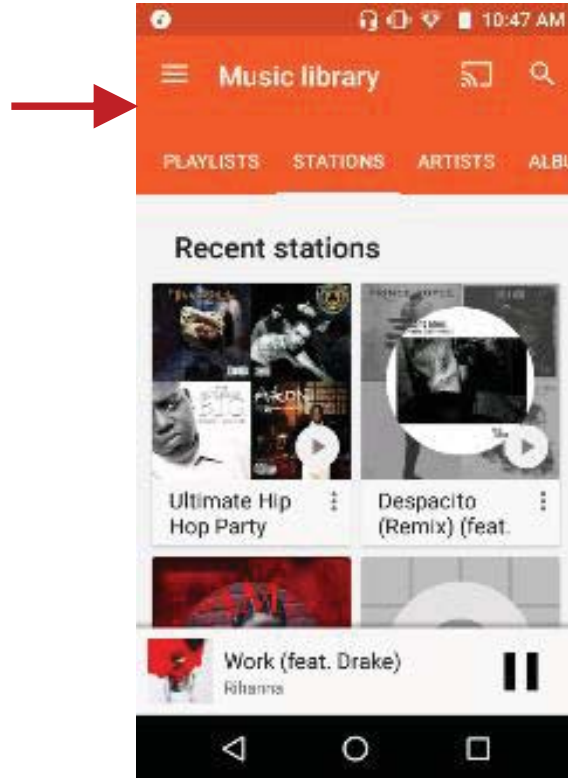 10:47 AM
Music library
PLAYLISTS STATIONS ARTISTS ALBU
Recent stations
Ultimate Hip
Hop Party
Despacito
(Remix) (feat.
Work (feat. Drake)
Rihanna